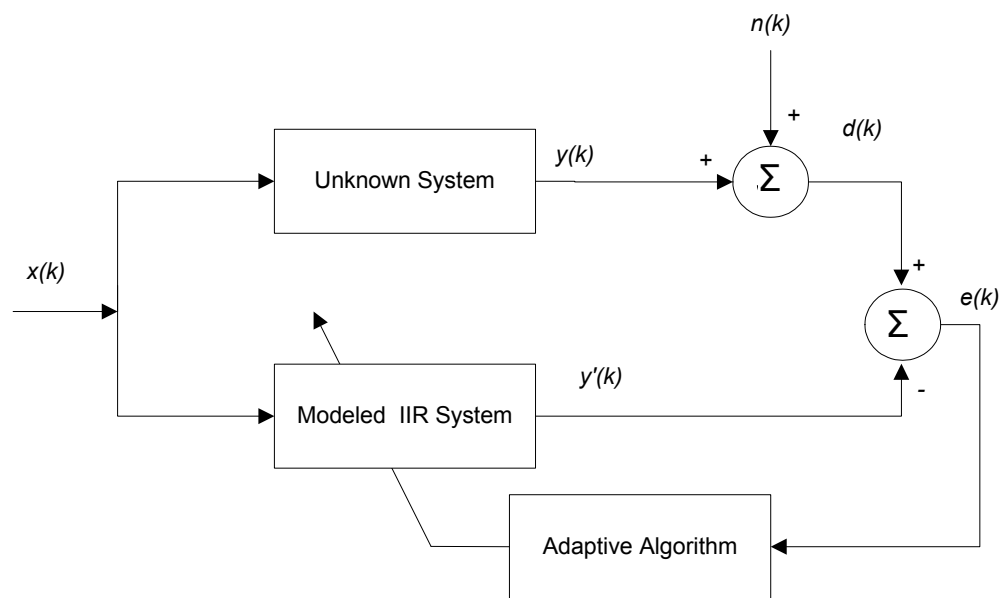 n(k)
+
d(k)
y(k)
+
Σ
Unknown System
x(k)
+
e(k)
Σ
y'(k)
-
Modeled IIR System
Adaptive Algorithm